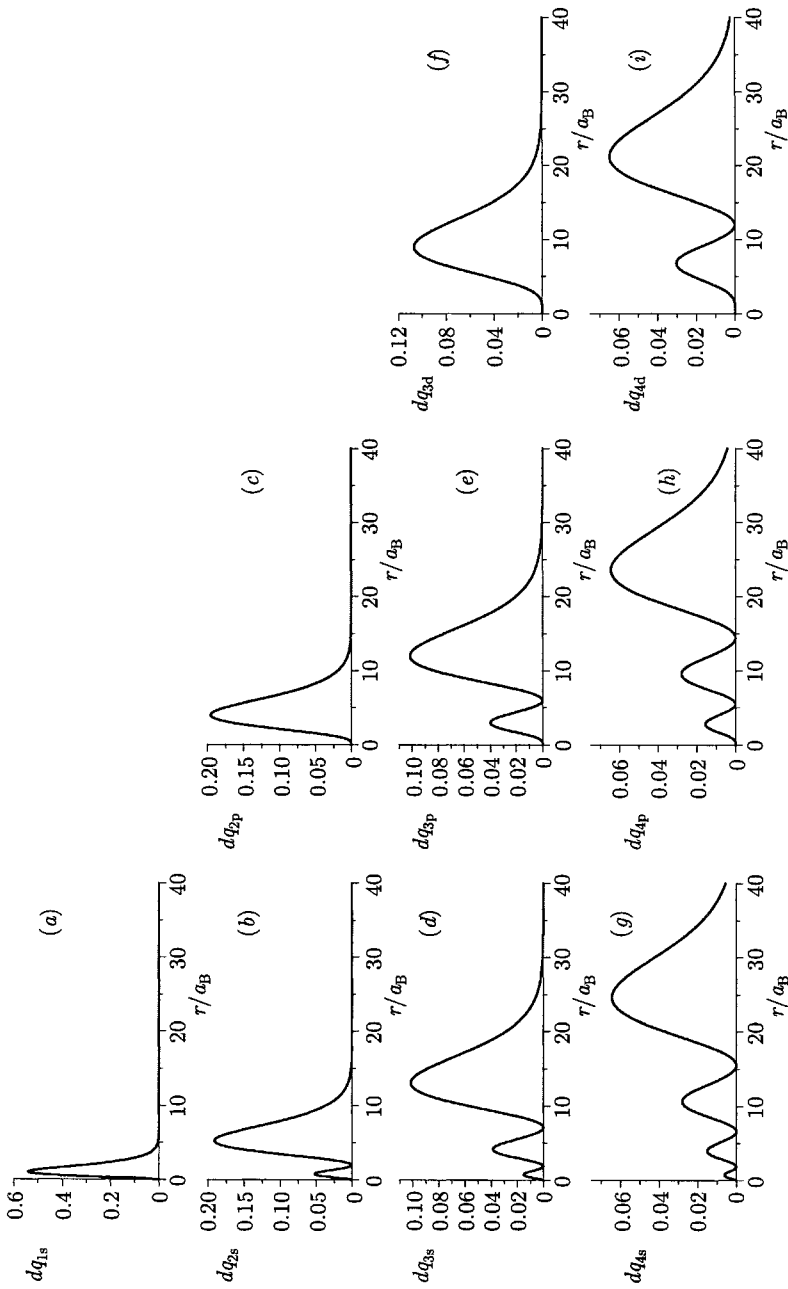 dq1s
0.6
0.4
0.2
0
(a)
0 10 20 30 40
r/aB
dq2s
0.20
0.15
0.10
0.05
0
(b)
0 10 20 30 40
r/aB
dq2p
0.20
0.15
0.10
0.05
0
(c)
0 10 20 30 40
r/aB
dq3s
0.10
0.08
0.06
0.04
0.02
0
(d)
0 10 20 30 40
r/aB
dq3p
0.10
0.08
0.06
0.04
0.02
0
(e)
0 10 20 30 40
r/aB
dq3d
0.12
0.08
0.04
0
(f)
0 10 20 30 40
r/aB
dq4s
0.06
0.04
0.02
0
(g)
0 10 20 30 40
r/aB
dq4p
0.06
0.04
0.02
0
(h)
0 10 20 30 40
r/aB
dq4d
0.06
0.04
0.02
0
(i)
0 10 20 30 40
r/aB